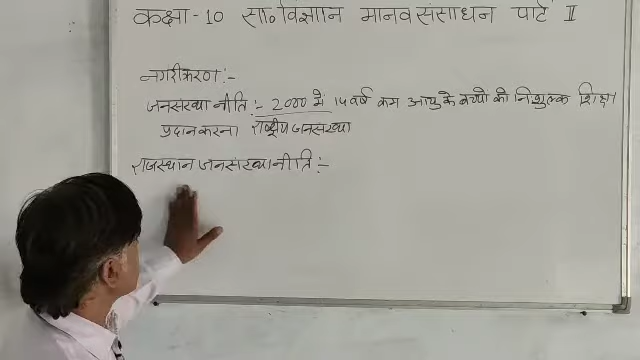 कक्षा-10 सा॰ विज्ञान मानव संसाधन पार्ट II
नगरीकरण:-
जनसंख्या नीति:- 2000 में 14 वर्ष कम आयु के बच्चो को निशुल्क शिक्षा
प्रदान करना राष्ट्रीय जनसंख्या
राजस्थान जनसंख्या नीति:-